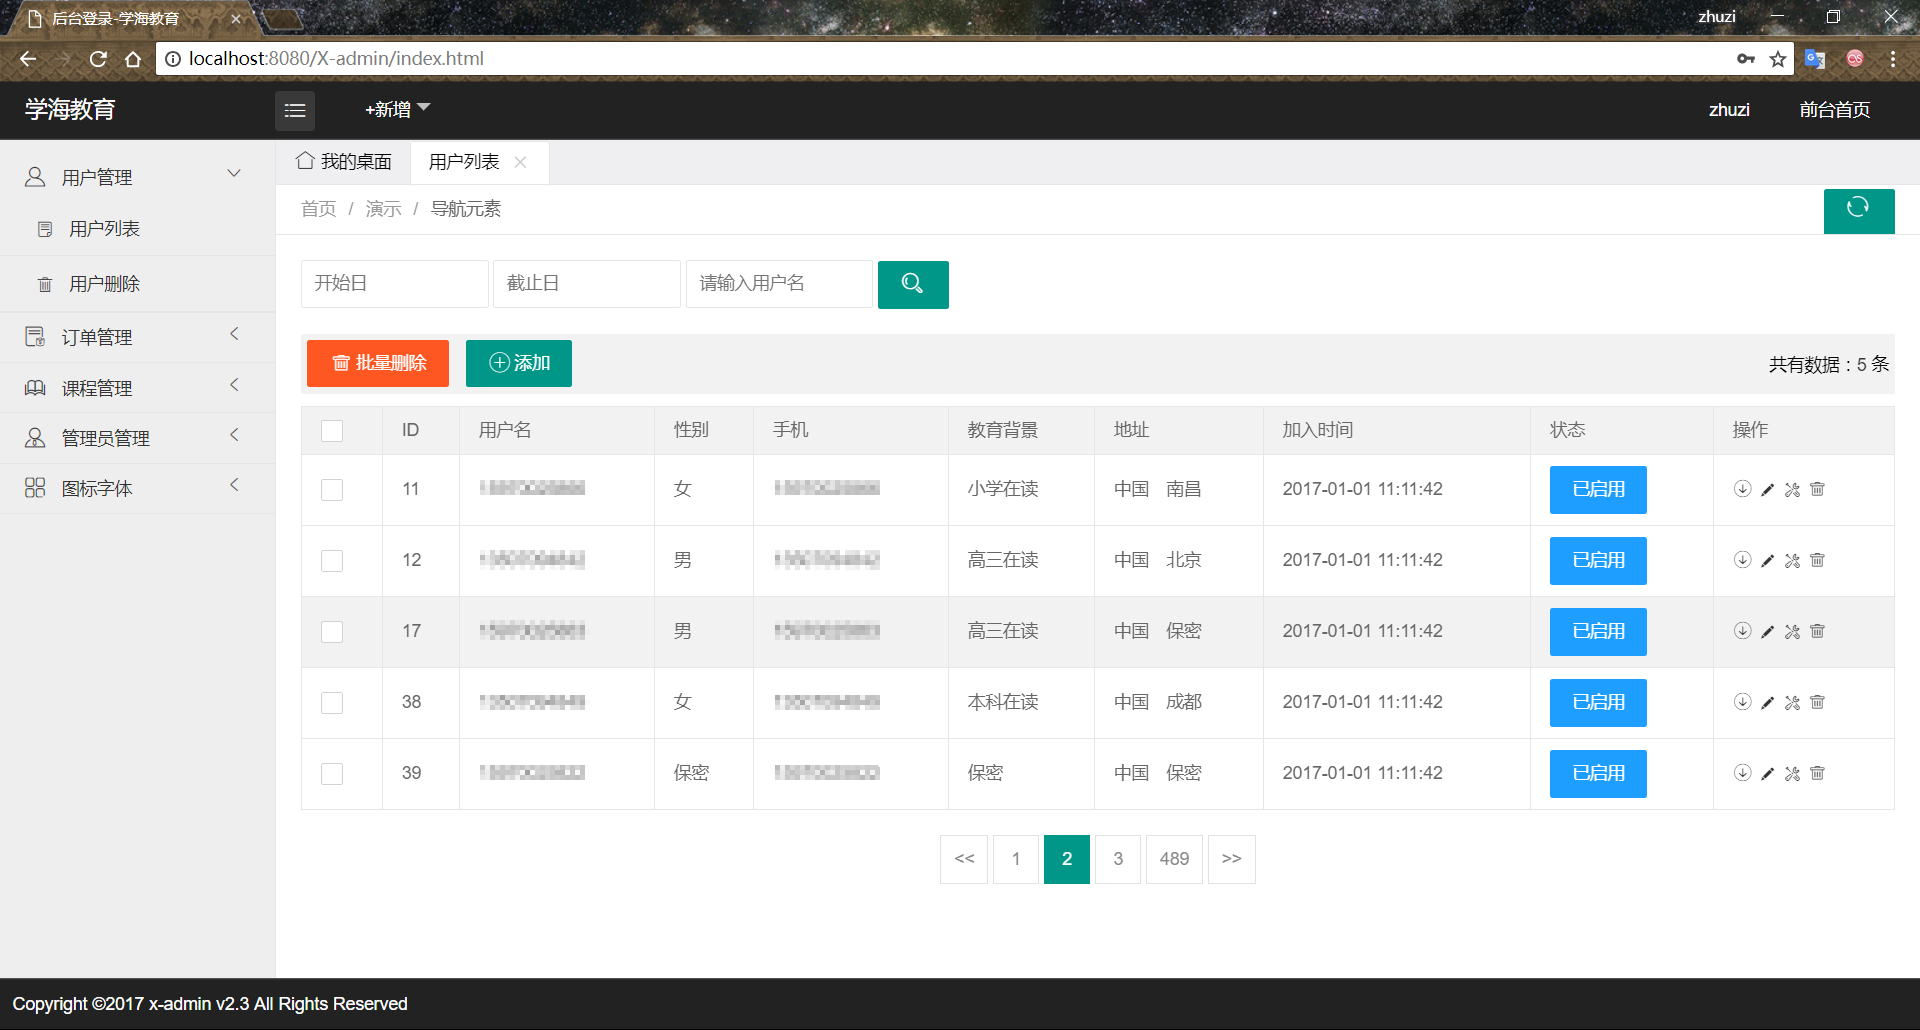 后台登录-学海教育
zhuzi
localhost:8080/X-admin/index.html
学海教育
+新增
zhuzi
前台首页
用户管理
用户列表
用户删除
订单管理
课程管理
管理员管理
图标字体
我的桌面
用户列表
首页 / 演示 / 导航元素
开始日
截止日
请输入用户名
批量删除
添加
共有数据：5 条
ID 用户名 性别 手机 教育背景 地址 加入时间 状态 操作
11 女 小学在读 中国 南昌 2017-01-01 11:11:42 已启用
12 男 高三在读 中国 北京 2017-01-01 11:11:42 已启用
17 男 高三在读 中国 保密 2017-01-01 11:11:42 已启用
38 女 本科在读 中国 成都 2017-01-01 11:11:42 已启用
39 保密 保密 中国 保密 2017-01-01 11:11:42 已启用
<< 1 2 3 489 >>
Copyright ©2017 x-admin v2.3 All Rights Reserved